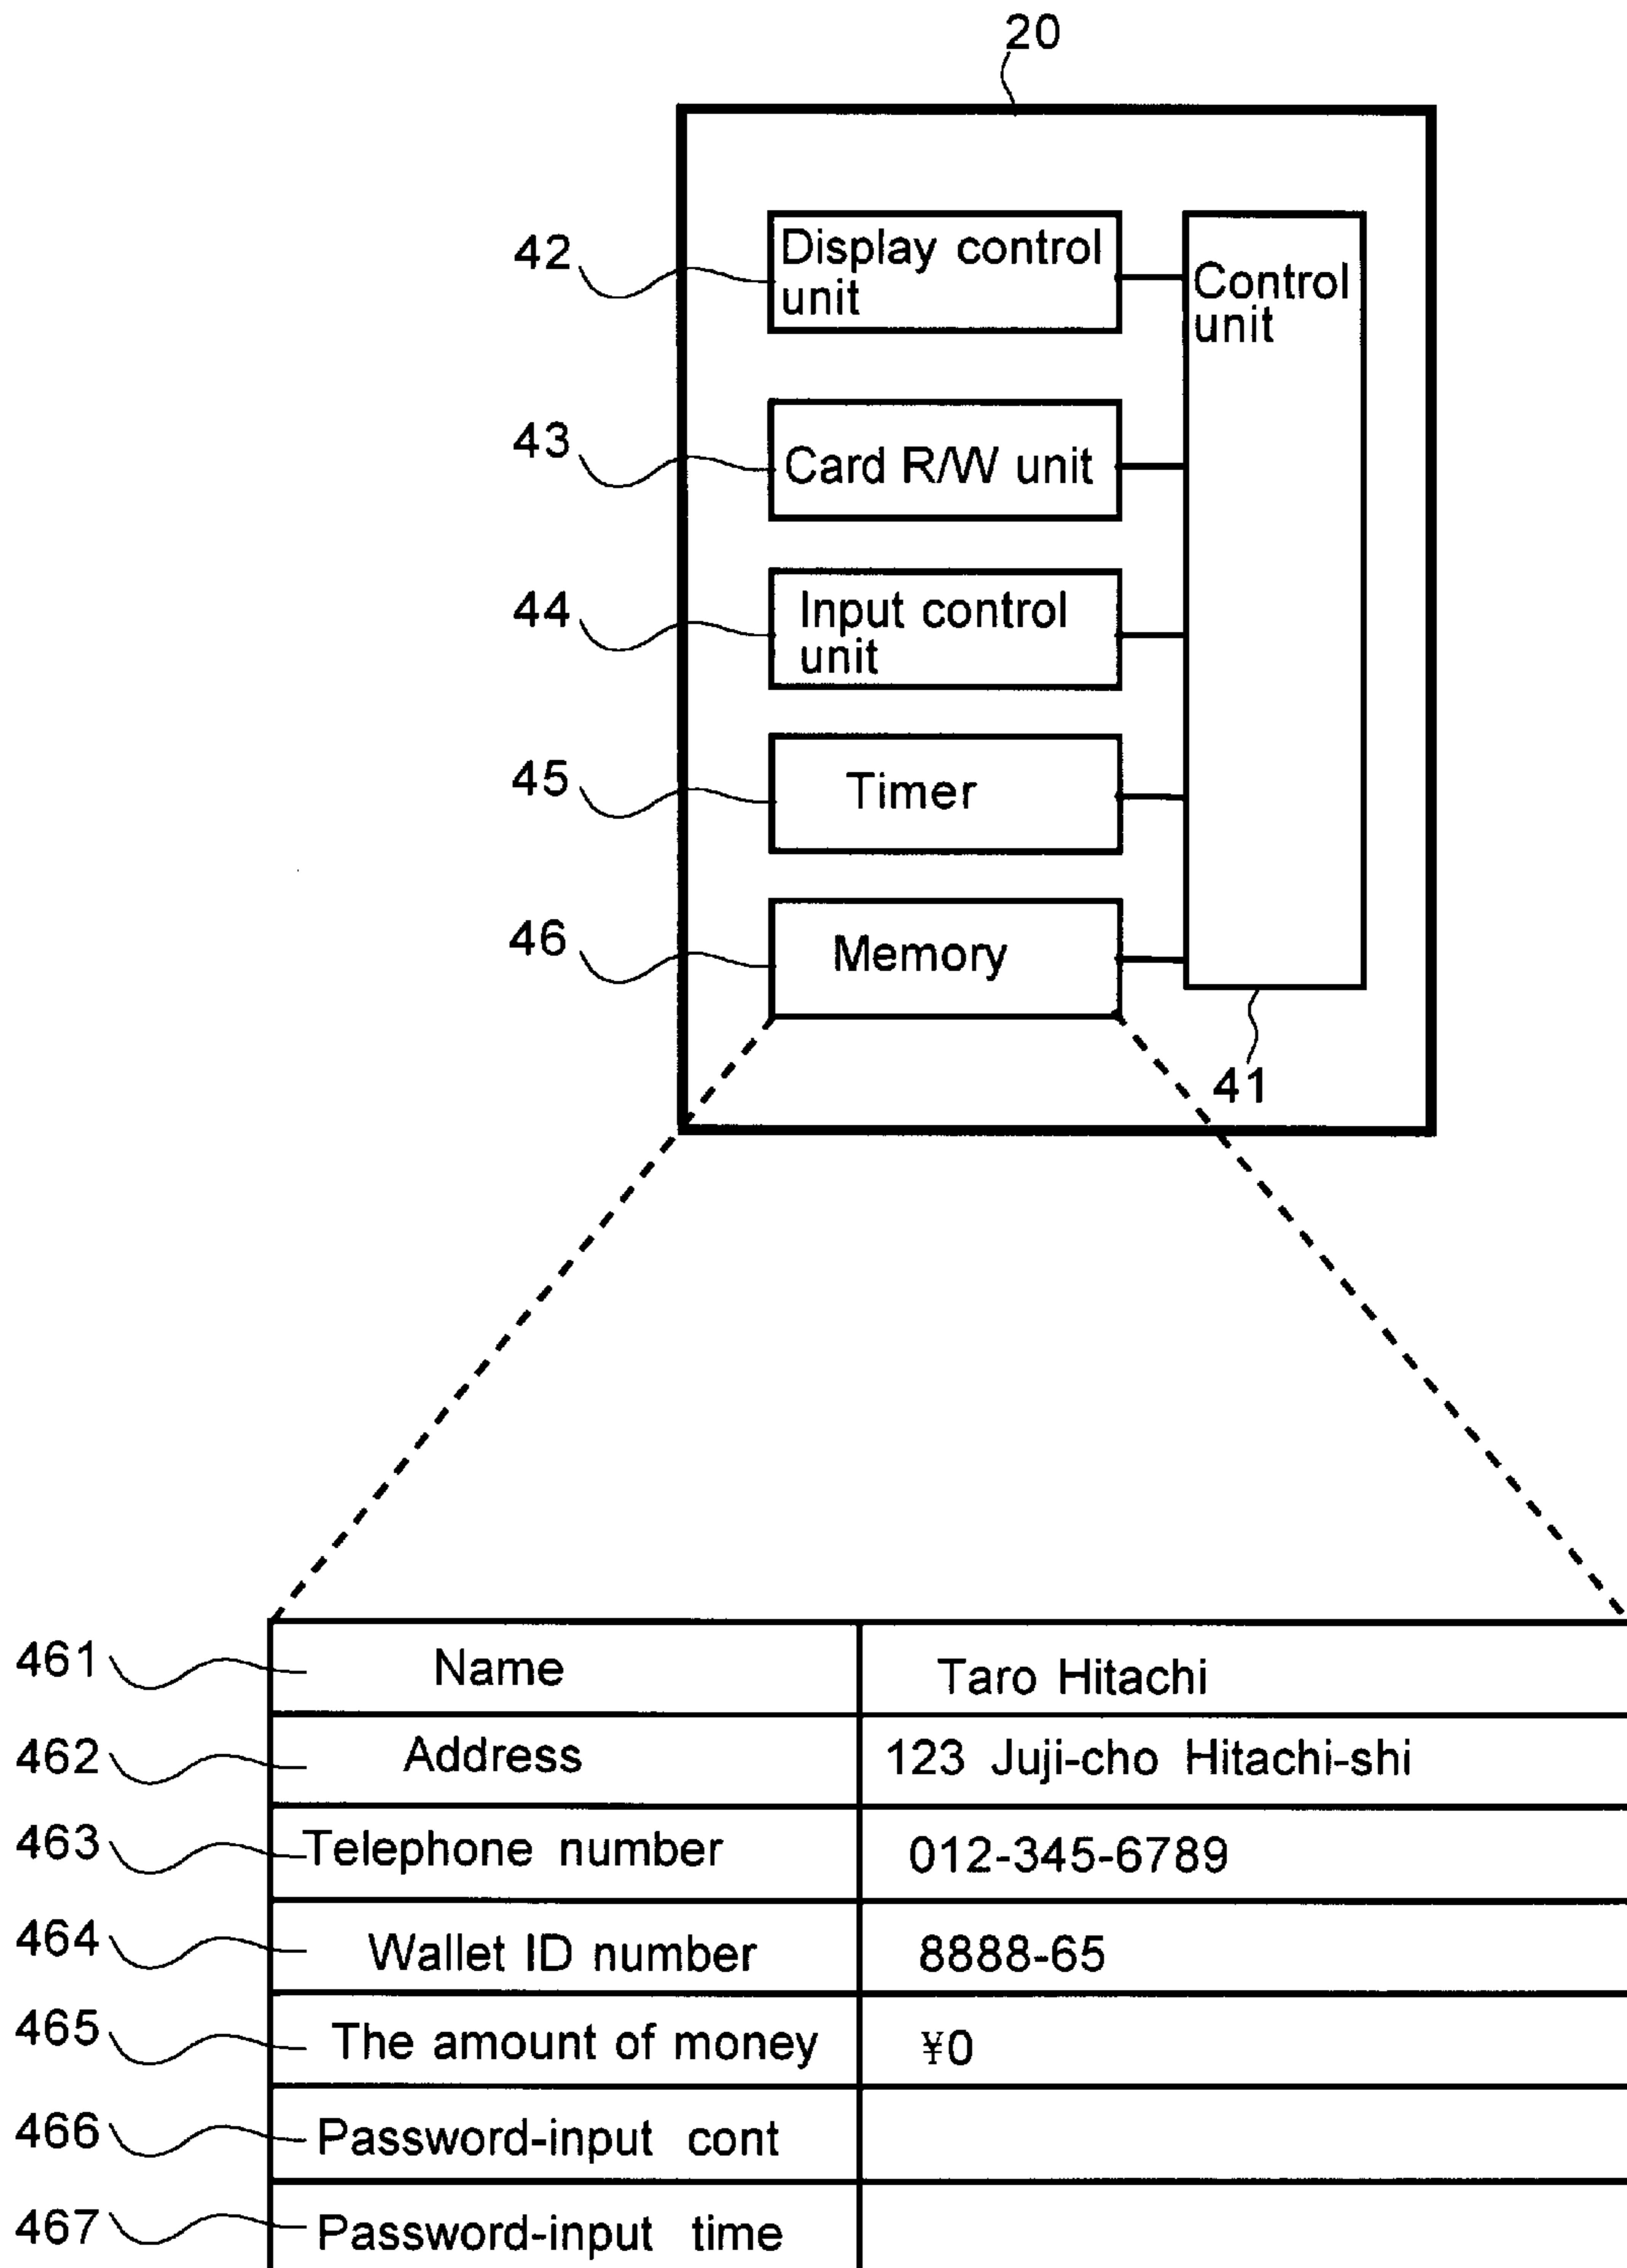 20
42
Display control
unit
Control
unit
43
Card R/W unit
44
Input control
unit
45
Timer
46
Memory
41
461
Name
Taro Hitachi
462
Address
123 Juji-cho Hitachi-shi
463
Telephone number
012-345-6789
464
Wallet ID number
8888-65
465
The amount of money
¥0
466
Password-input cont
467
Password-input time